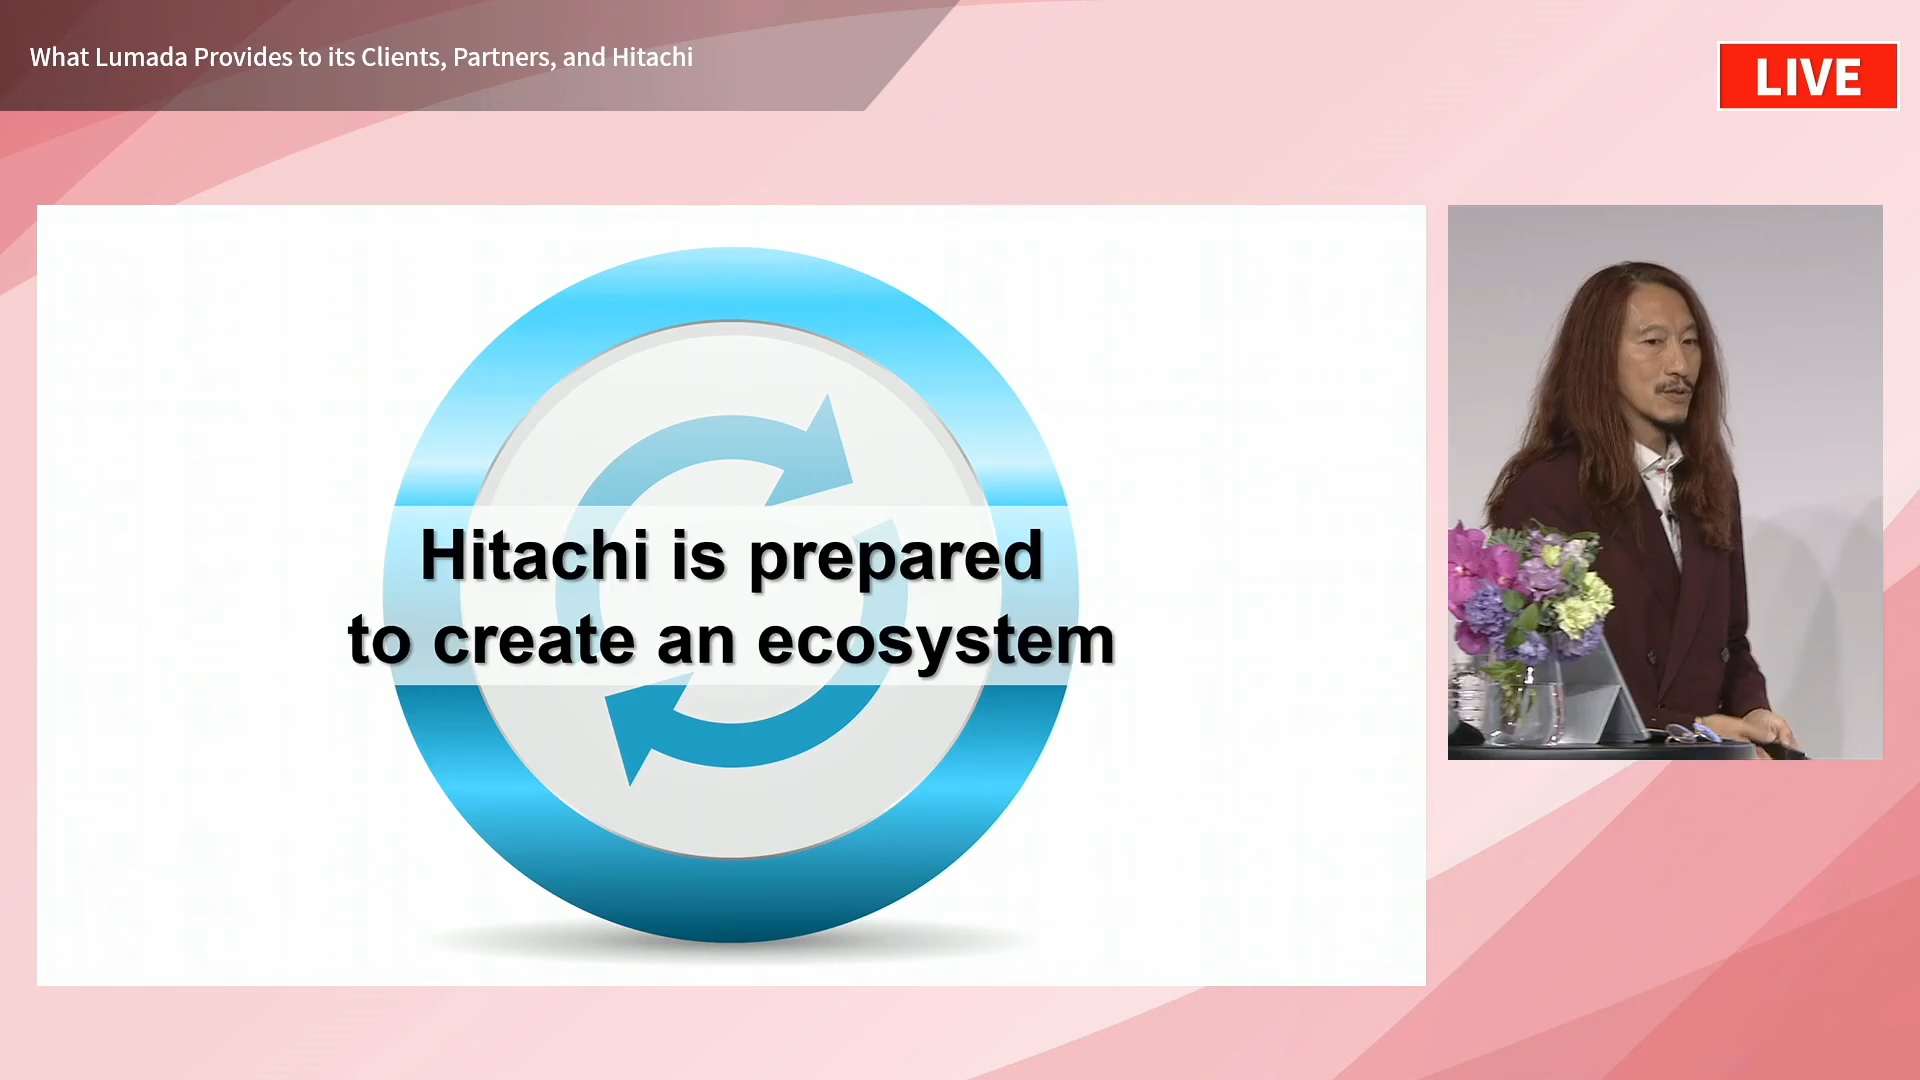 What Lumada Provides to its Clients, Partners, and Hitachi
LIVE
Hitachi is prepared
to create an ecosystem